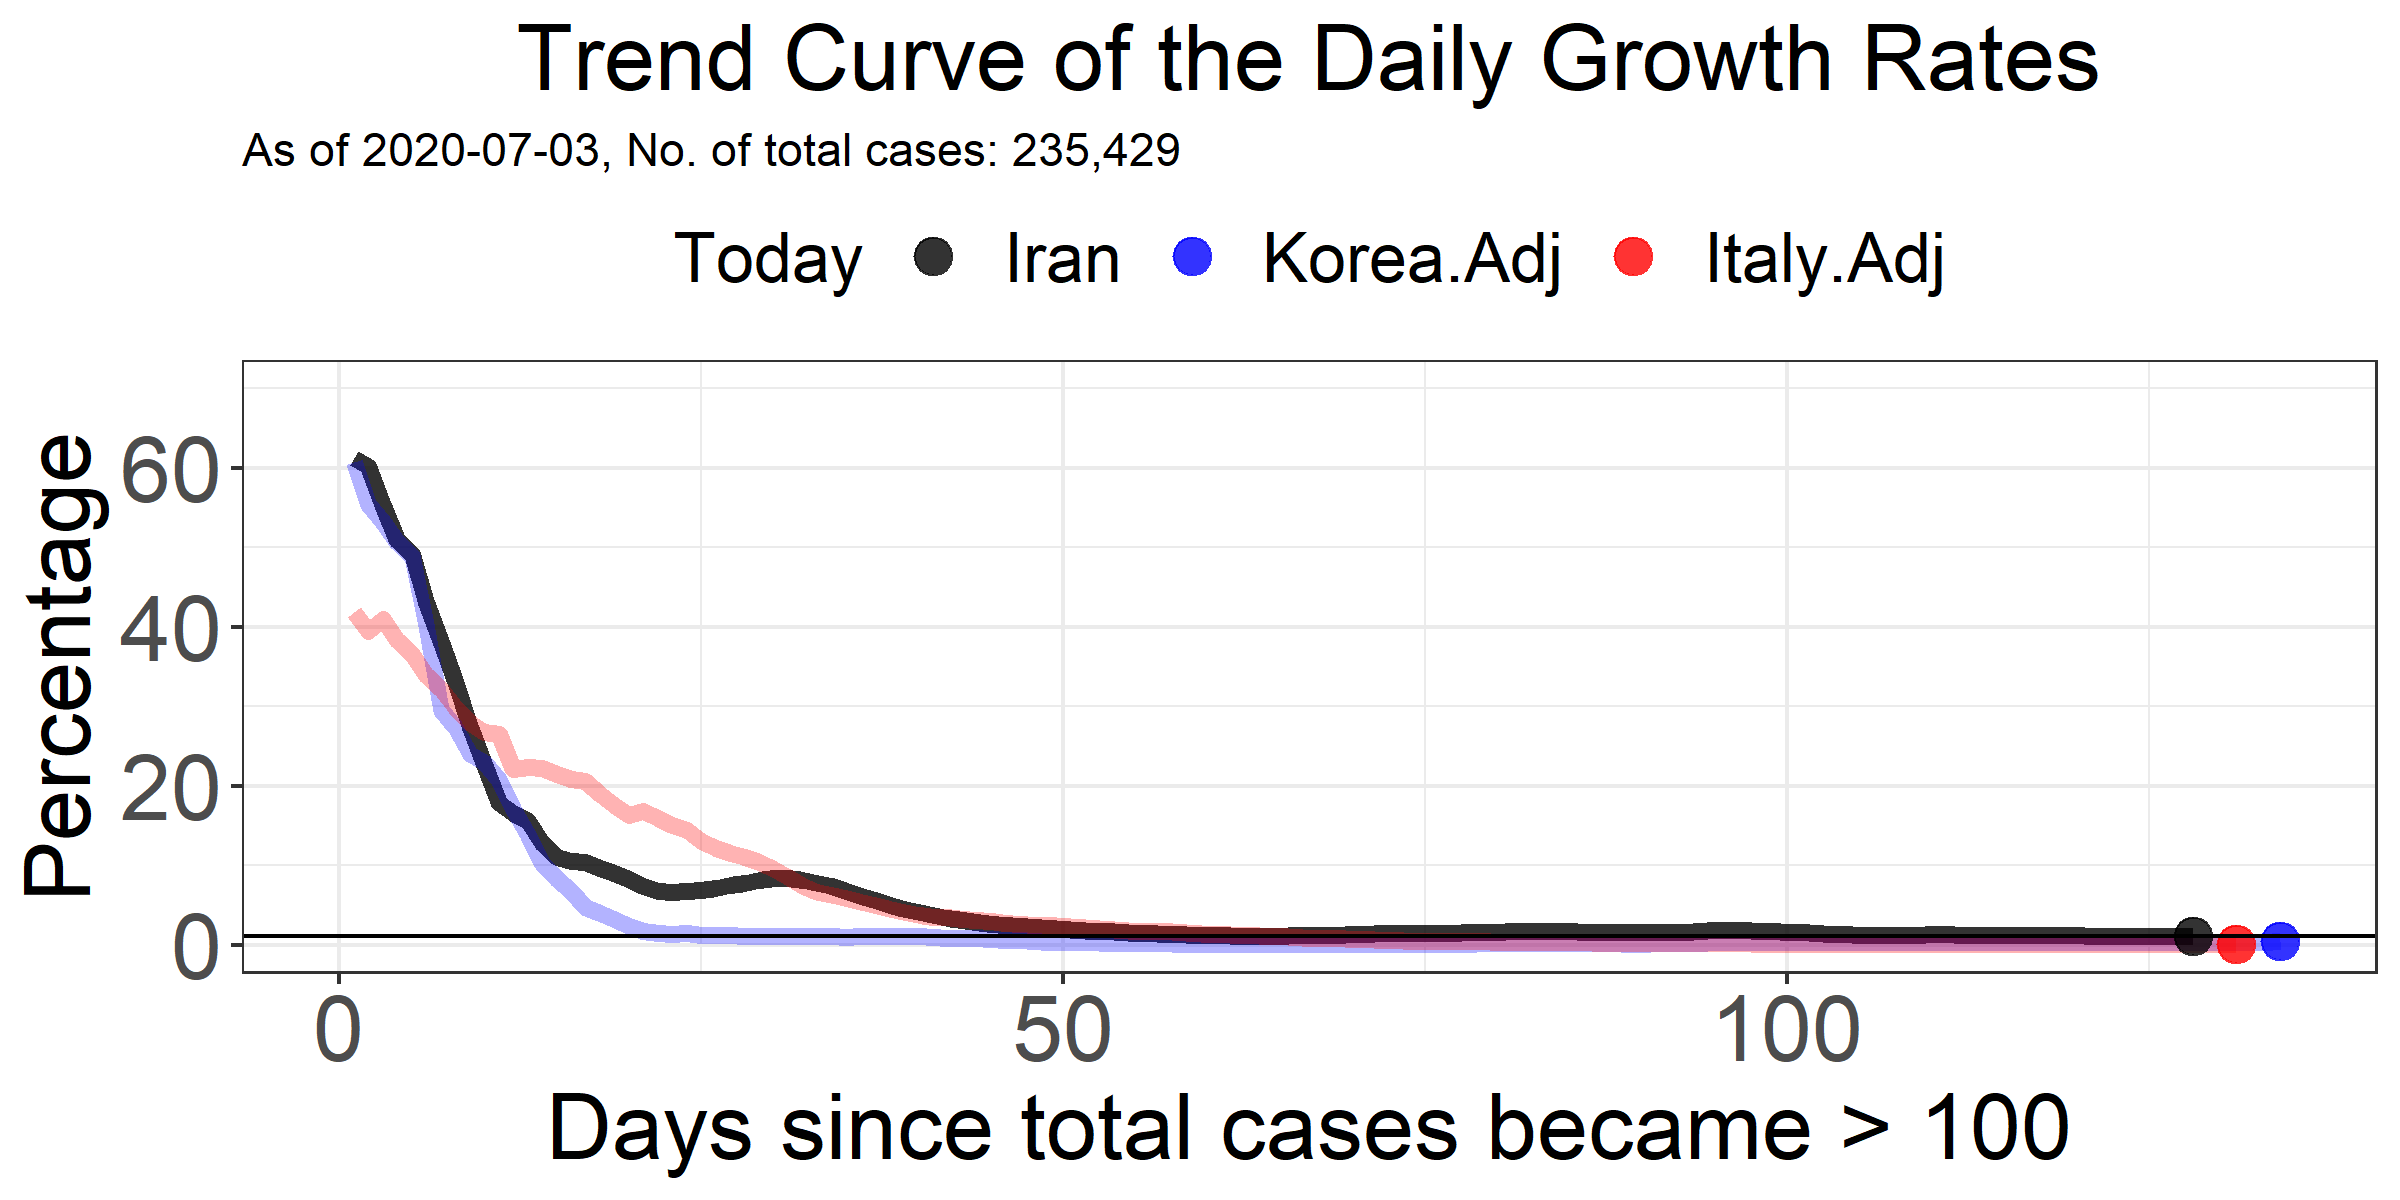 Trend Curve of the Daily Growth Rates
As of 2020-07-03, No. of total cases: 235,429
Today Iran Korea.Adj Italy.Adj
Percentage
60
40
20
0
0 50 100
Days since total cases became > 100